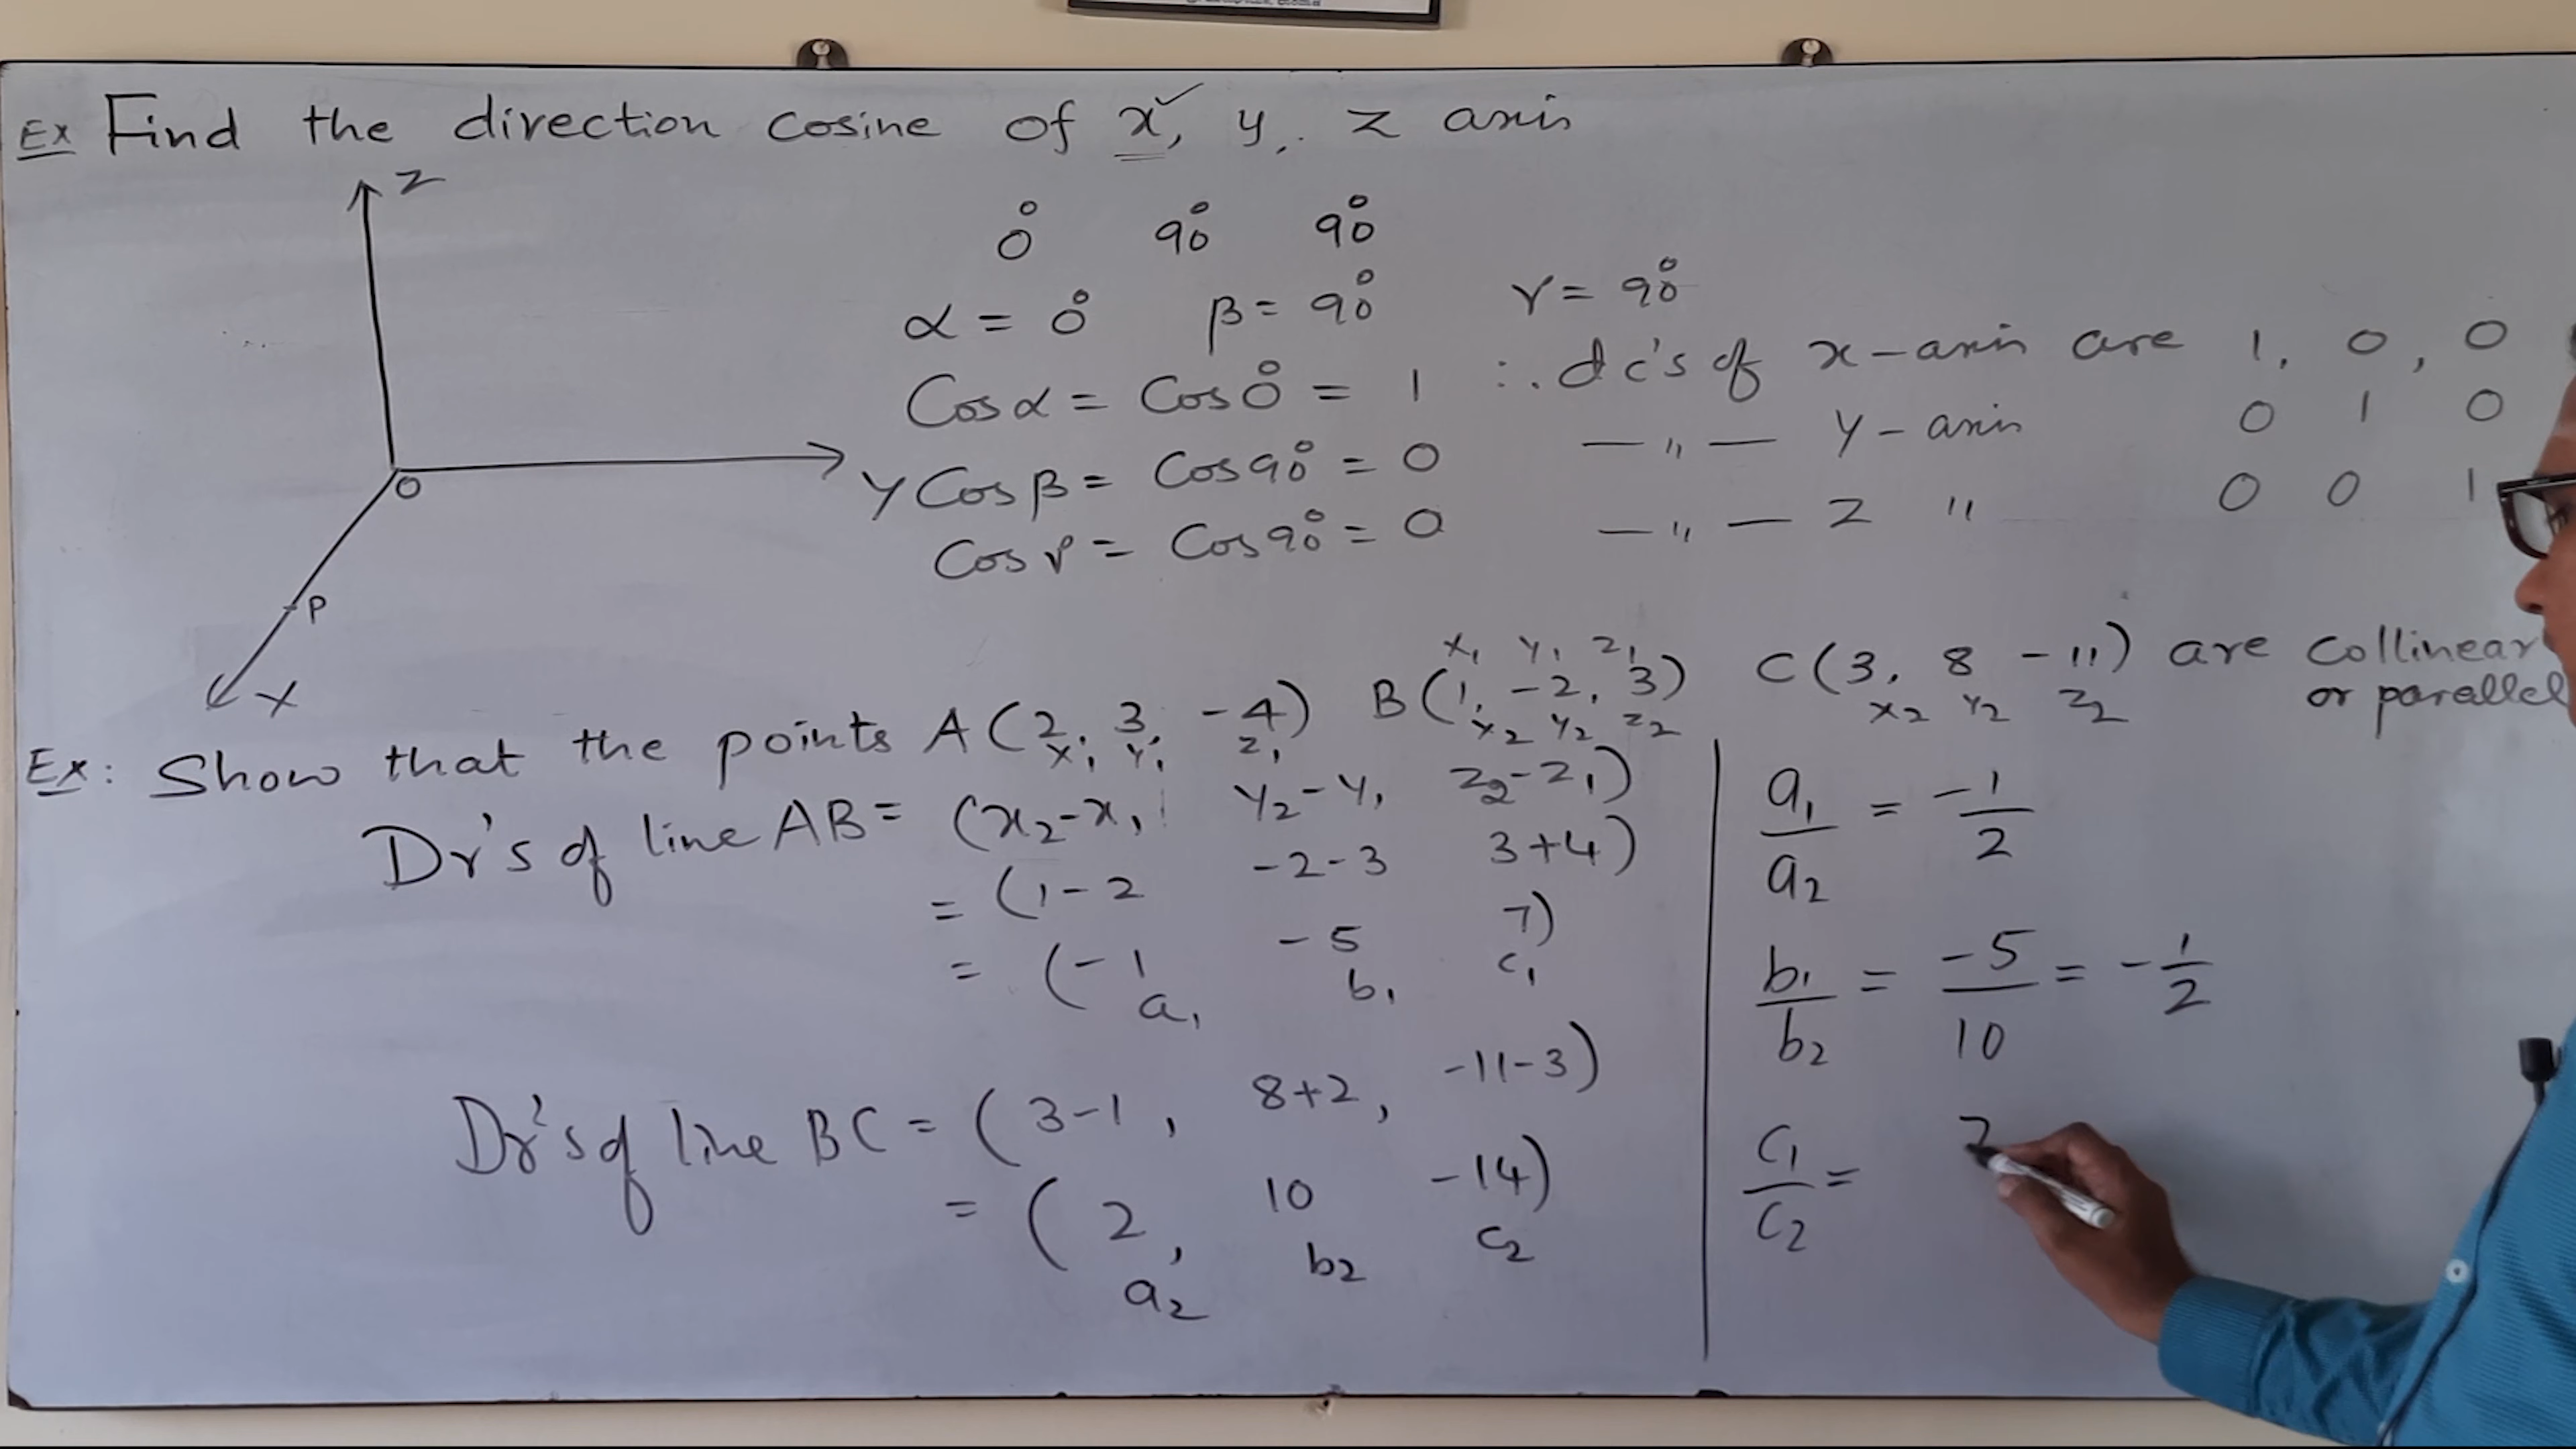 Ex Find the direction cosine of x, y, z axis
Z
0° 90° 90°
α = 0° β = 90° γ = 90°
Cos α = Cos 0° = 1 ∴ dc's of x-axis are 1, 0, 0
Y Cos β = Cos 90° = 0 —„— Y-axis 0 1 0
O
Cos γ = Cos 90° = 0 —„— Z " 0 0 1
P
X
x₁ y₁ z₁
Ex: Show that the points A(2, 3, -4) B(1, -2, 3) C(3, 8 -11) are collinear
or parallel
x₁ y₁ z₁ x₂ y₂ z₂ x₂ y₂ z₂
Dr's of line AB = (x₂-x₁ y₂-y₁ z₂-z₁)
= (1-2 -2-3 3+4)
= (-1 -5 7)
a₁ b₁ c₁
Dr's of line BC = (3-1, 8+2, -11-3)
= (2, 10 -14)
a₂ b₂ c₂
a₁/a₂ = -1/2
b₁/b₂ = -5/10 = -1/2
c₁/c₂ = 7